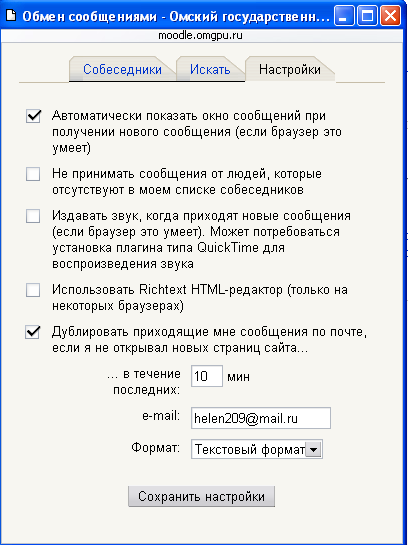 Обмен сообщениями - Омский государственн...
moodle.omgpu.ru
Собеседники Искать Настройки
Автоматически показать окно сообщений при
получении нового сообщения (если браузер это
умеет)
Не принимать сообщения от людей, которые
отсутствуют в моем списке собеседников
Издавать звук, когда приходят новые сообщения
(если браузер это умеет). Может потребоваться
установка плагина типа QuickTime для
воспроизведения звука
Использовать Richtext HTML-редактор (только на
некоторых браузерах)
Дублировать приходящие мне сообщения по почте,
если я не открывал новых страниц сайта...
... в течение
последних: 10 мин
e-mail: helen209@mail.ru
Формат: Текстовый формат
Сохранить настройки